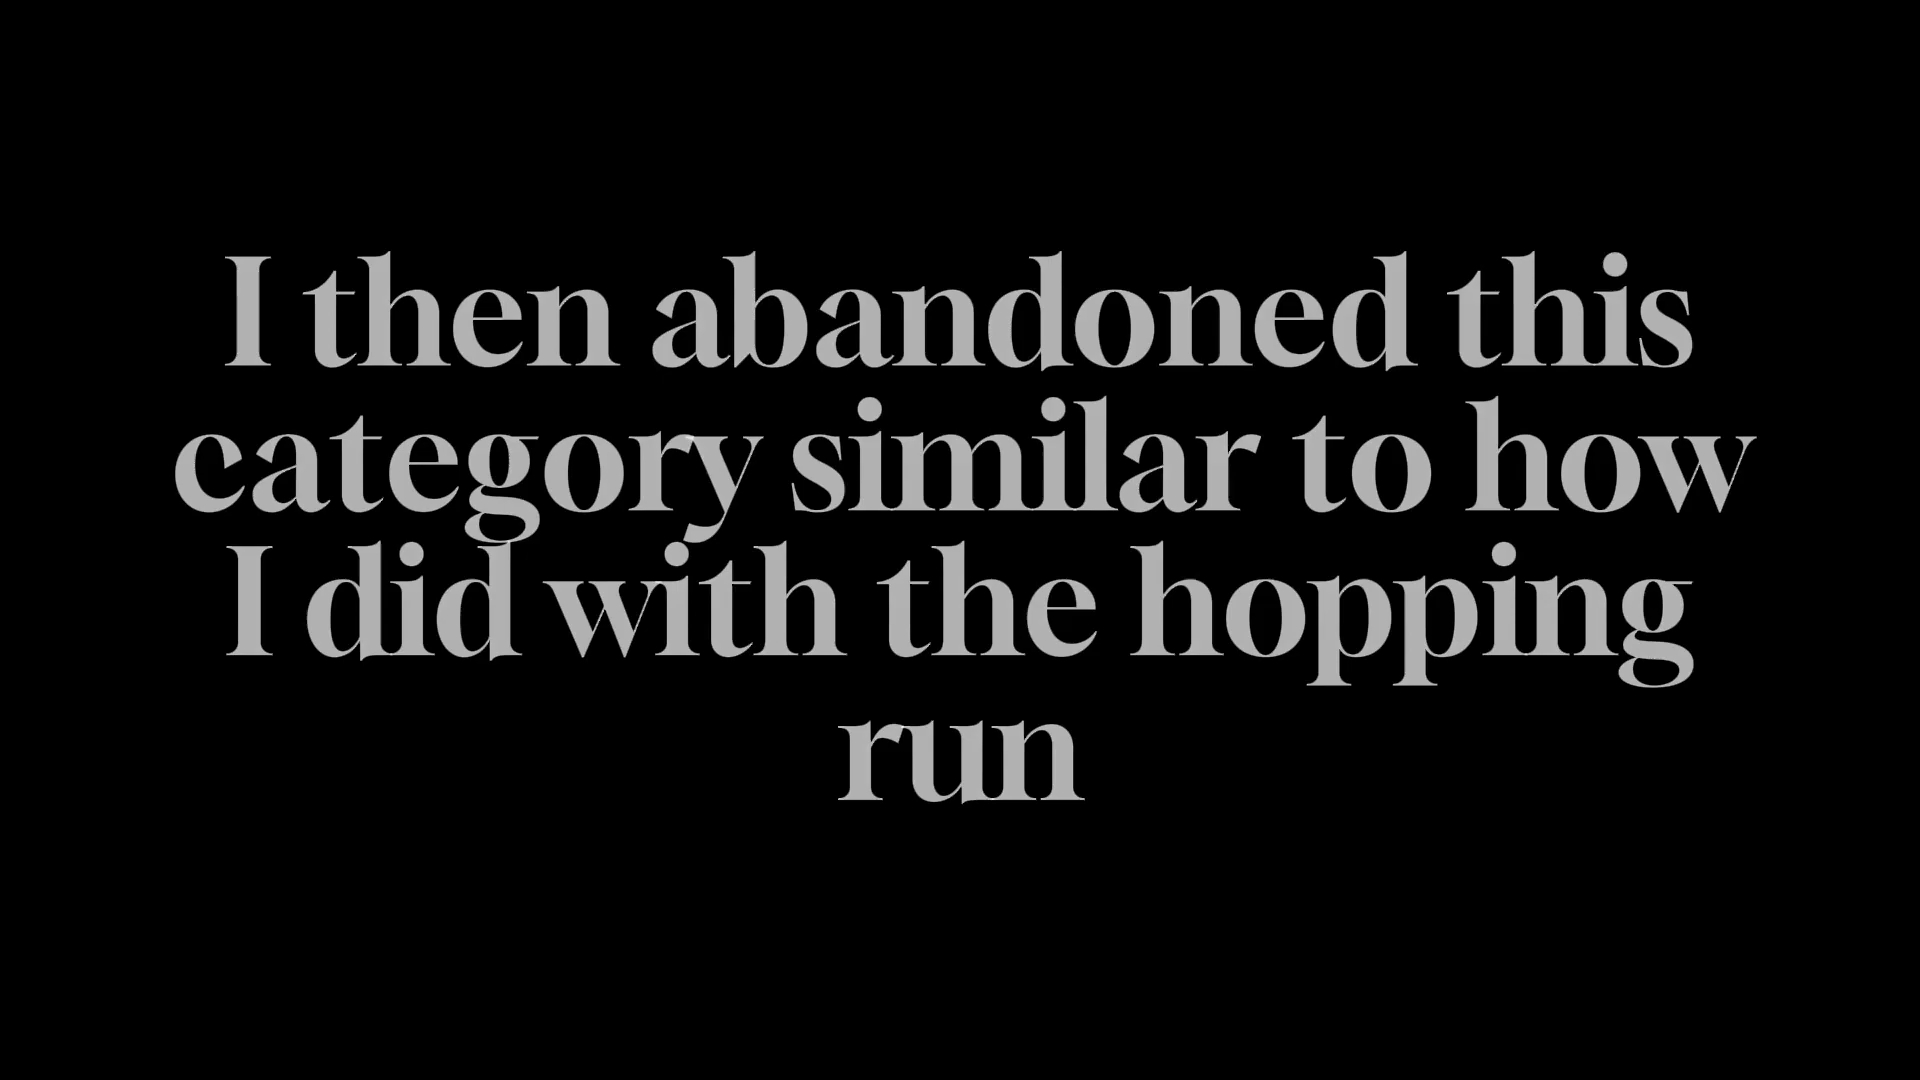 I then abandoned this
category similar to how
I did with the hopping
run